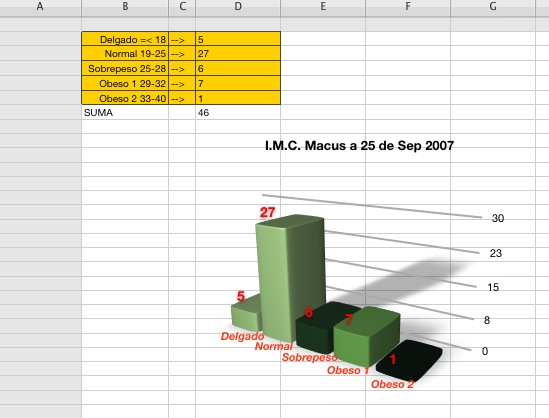 A B C D E F G
Delgado =< 18 --> 5
Normal 19-25 --> 27
Sobrepeso 25-28 --> 6
Obeso 1 29-32 --> 7
Obeso 2 33-40 --> 1
SUMA 46
I.M.C. Macus a 25 de Sep 2007
30
27
23
15
5
6
7
8
1
0
Delgado
Normal
Sobrepeso
Obeso 1
Obeso 2